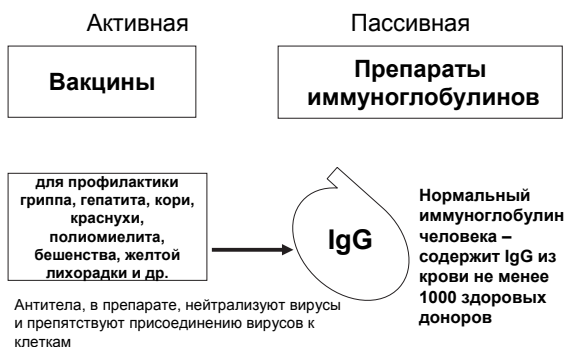 Активная
Пассивная
Вакцины
Препараты
иммуноглобулинов
для профилактики
гриппа, гепатита, кори,
краснухи,
полиомиелита,
бешенства, желтой
лихорадки и др.
IgG
Нормальный
иммуноглобулин
человека –
содержит IgG из
крови не менее
1000 здоровых
доноров
Антитела, в препарате, нейтрализуют вирусы
и препятствуют присоединению вирусов к
клеткам